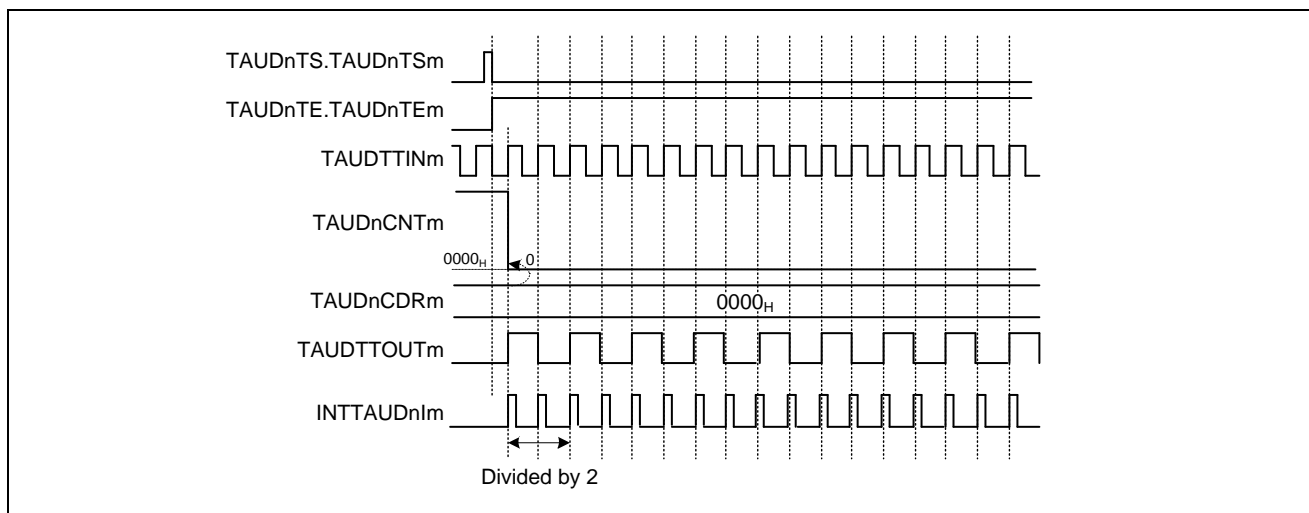 TAUDnTS.TAUDnTSm
TAUDnTE.TAUDnTEm
TAUDTTINm
TAUDnCNTm
0000H
0
TAUDnCDRm
0000H
TAUDTTOUTm
INTTAUDnIm
Divided by 2